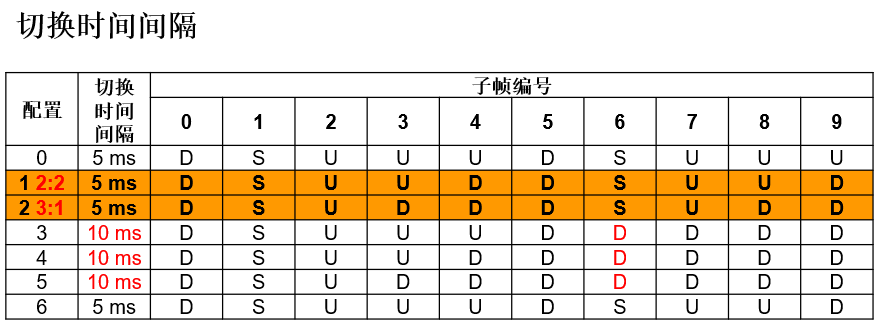 切换时间间隔
配置 切换时间间隔 子帧编号
0 1 2 3 4 5 6 7 8 9
0 5 ms D S U U U D S U U U
1 2:2 5 ms D S U U D D S U U D
2 3:1 5 ms D S U D D D S U D D
3 10 ms D S U U U D D D D D
4 10 ms D S U U D D D D D D
5 10 ms D S U D D D D D D D
6 5 ms D S U U U D S U U D